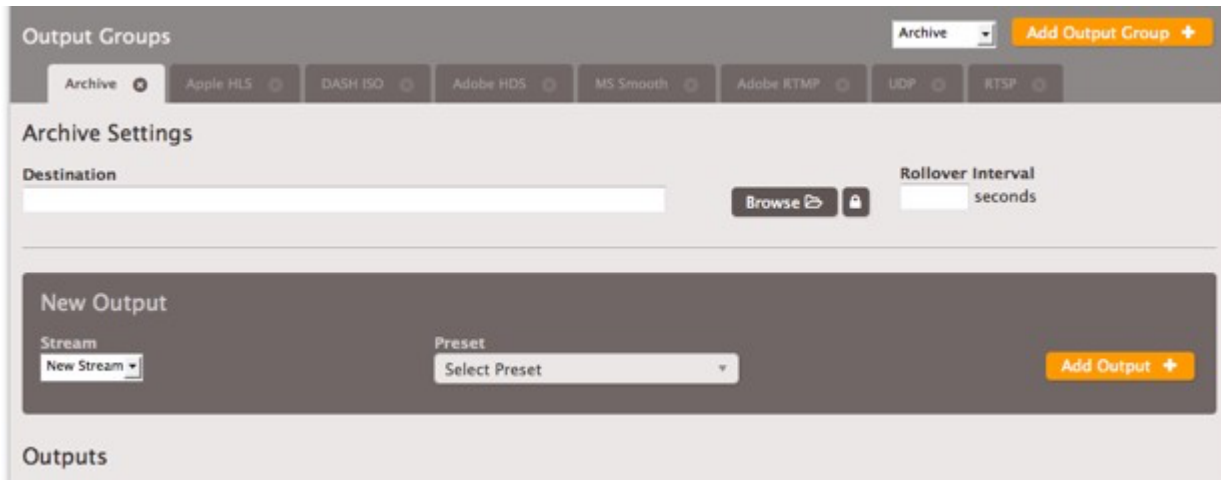 Output Groups
Archive
Add Output Group +
Archive
Apple HLS
DASH ISO
Adobe HDS
MS Smooth
Adobe RTMP
UDP
RTSP
Archive Settings
Destination
Rollover Interval
Browse
seconds
New Output
Stream
Preset
New Stream
Select Preset
Add Output +
Outputs